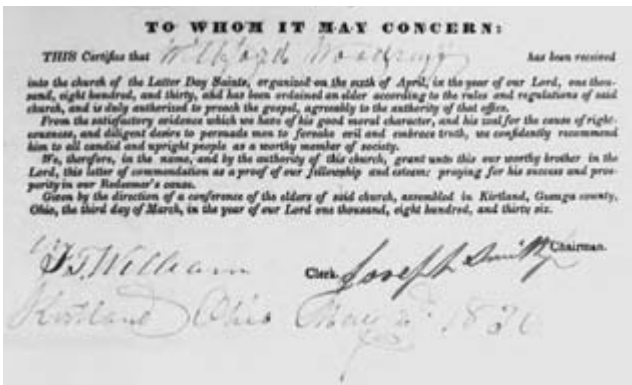 TO WHOM IT MAY CONCERN:
THIS Certifies that Willford Woodruff has been received
into the church of the Latter Day Saints, organized on the sixth of April, in the year of our Lord, one thou-
sand, eight hundred, and thirty, and has been ordained an elder according to the rules and regulations of said
church, and is duly authorized to preach the gospel, agreeably to the authority of that office.
From the satisfactory evidence which we have of his good moral character, and his zeal for the cause of right-
eousness, and diligent desire to persuade men to forsake evil and embrace truth, we confidently recommend
him to all candid and upright people as a worthy member of society.
We, therefore, in the name, and by the authority of this church, grant unto this our worthy brother in the
Lord, this letter of commendation as a proof of our fellowship and esteem: praying for his success and pros-
perity in our Redeemer's cause.
Given by the direction of a conference of the elders of said church, assembled in Kirtland, Geauga county,
Ohio, the third day of March, in the year of our Lord one thousand, eight hundred, and thirty six.
Joseph Smith Chairman.
F. G. William Clerk.
Kirtland Ohio May 1836